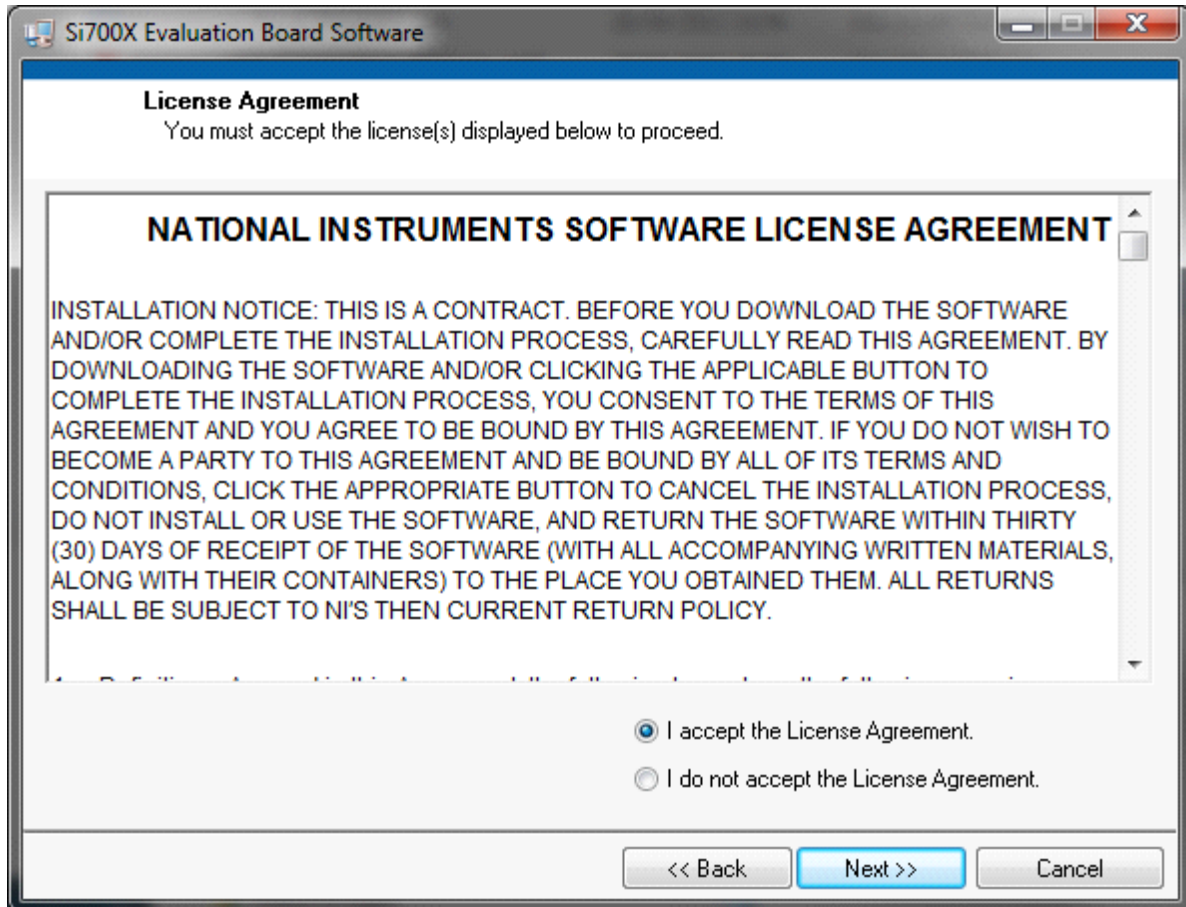 Si700X Evaluation Board Software
License Agreement
You must accept the license(s) displayed below to proceed.
NATIONAL INSTRUMENTS SOFTWARE LICENSE AGREEMENT
INSTALLATION NOTICE: THIS IS A CONTRACT. BEFORE YOU DOWNLOAD THE SOFTWARE
AND/OR COMPLETE THE INSTALLATION PROCESS, CAREFULLY READ THIS AGREEMENT. BY
DOWNLOADING THE SOFTWARE AND/OR CLICKING THE APPLICABLE BUTTON TO
COMPLETE THE INSTALLATION PROCESS, YOU CONSENT TO THE TERMS OF THIS
AGREEMENT AND YOU AGREE TO BE BOUND BY THIS AGREEMENT. IF YOU DO NOT WISH TO
BECOME A PARTY TO THIS AGREEMENT AND BE BOUND BY ALL OF ITS TERMS AND
CONDITIONS, CLICK THE APPROPRIATE BUTTON TO CANCEL THE INSTALLATION PROCESS,
DO NOT INSTALL OR USE THE SOFTWARE, AND RETURN THE SOFTWARE WITHIN THIRTY
(30) DAYS OF RECEIPT OF THE SOFTWARE (WITH ALL ACCOMPANYING WRITTEN MATERIALS,
ALONG WITH THEIR CONTAINERS) TO THE PLACE YOU OBTAINED THEM. ALL RETURNS
SHALL BE SUBJECT TO NI'S THEN CURRENT RETURN POLICY.
I accept the License Agreement.
I do not accept the License Agreement.
<< Back
Next >>
Cancel